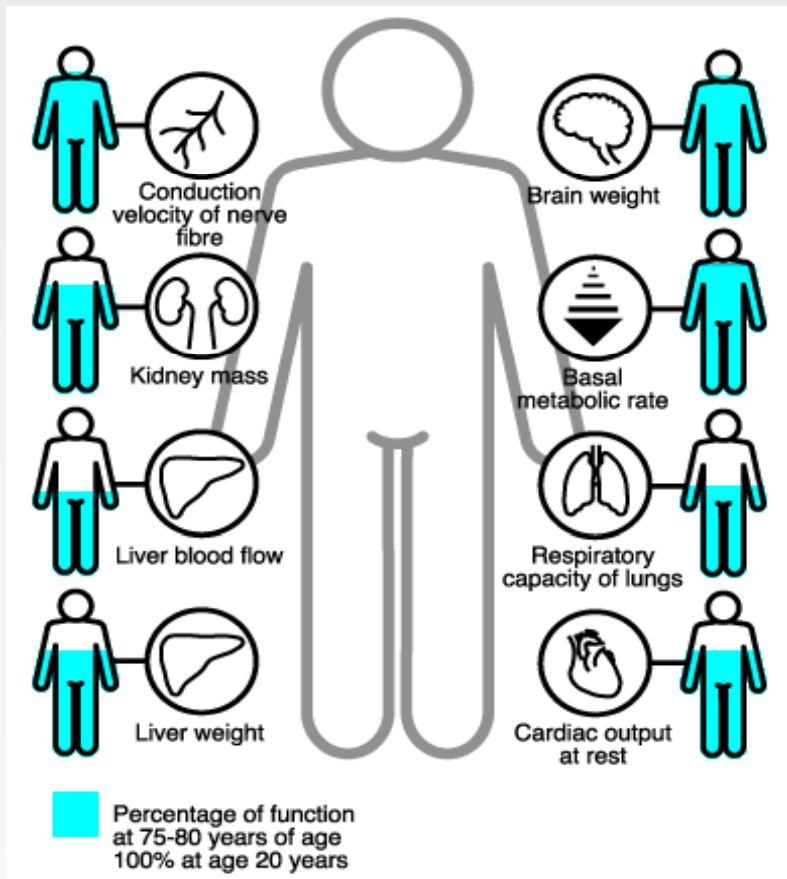 Conduction
velocity of nerve
fibre
Brain weight
Kidney mass
Basal
metabolic rate
Liver blood flow
Respiratory
capacity of lungs
Liver weight
Cardiac output
at rest
Percentage of function
at 75-80 years of age
100% at age 20 years